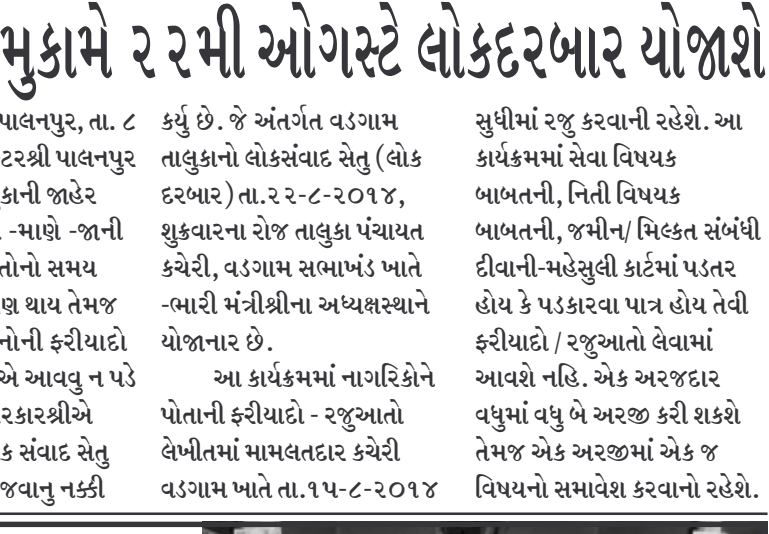 મુકામે ૨૨મી ઓગસ્ટે લોકદરબાર યોજાશે
પાલનપુર, તા. ૮
ટરશ્રી પાલનપુર
કાની જાહેર
-માણે -જાની
તોનો સમય
ણ થાય તેમજ
નોની ફરીયાદો
એ આવવુ ન પડે
રકારશ્રીએ
ક સંવાદ સેતુ
જવાનુ નક્કી
કર્યુ છે. જે અંતર્ગત વડગામ
તાલુકાનો લોકસંવાદ સેતુ (લોક
દરબાર) તા.૨૨-૮-૨૦૧૪,
શુક્રવારના રોજ તાલુકા પંચાયત
કચેરી, વડગામ સભાખંડ ખાતે
-ભારી મંત્રીશ્રીના અધ્યક્ષસ્થાને
યોજાનાર છે.
આ કાર્યક્રમમાં નાગરિકોને
પોતાની ફરીયાદો - રજુઆતો
લેખીતમાં મામલતદાર કચેરી
વડગામ ખાતે તા.૧૫-૮-૨૦૧૪
સુધીમાં રજુ કરવાની રહેશે. આ
કાર્યક્રમમાં સેવા વિષયક
બાબતની, નિતી વિષયક
બાબતની, જમીન/ મિલ્કત સંબંધી
દીવાની-મહેસુલી કાર્ટમાં પડતર
હોય કે પડકારવા પાત્ર હોય તેવી
ફરીયાદો / રજુઆતો લેવામાં
આવશે નહિ. એક અરજદાર
વધુમાં વધુ બે અરજી કરી શકશે
તેમજ એક અરજીમાં એક જ
વિષયનો સમાવેશ કરવાનો રહેશે.